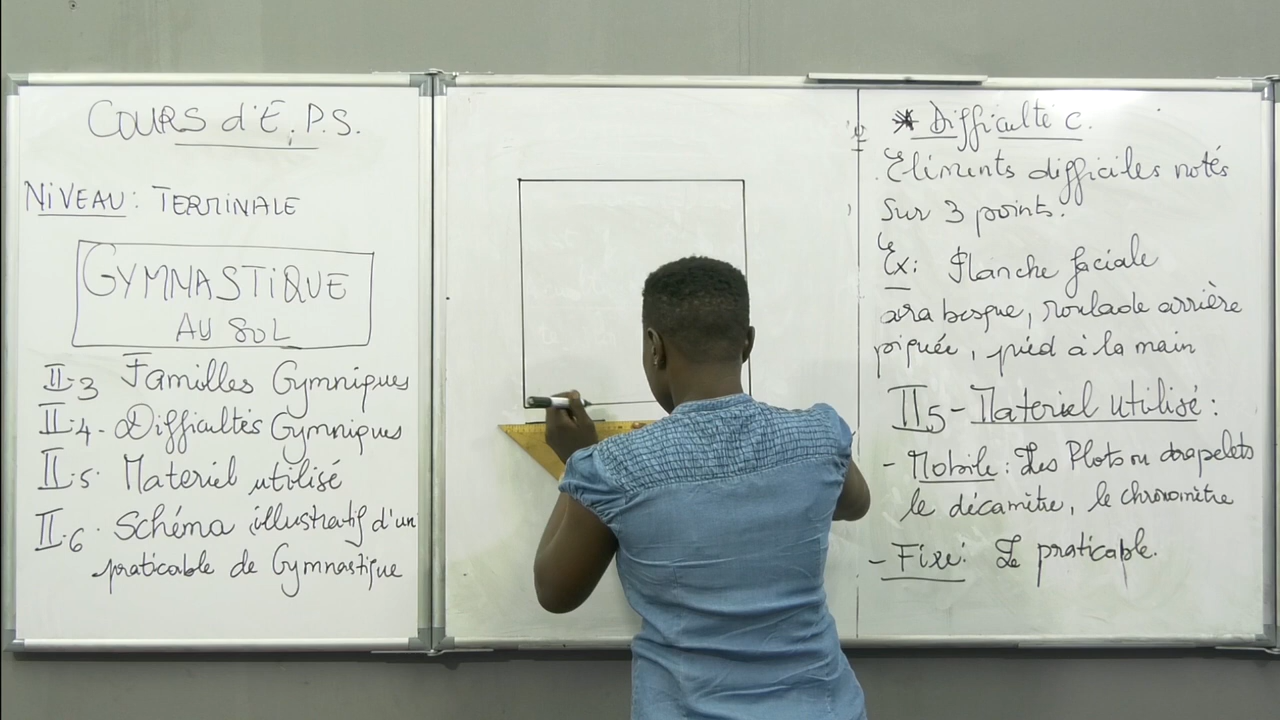 COURS d'E.P.S.
NIVEAU : TERMINALE
GYMNASTIQUE
AU SOL
II.3 Familles Gymniques
II.4 - Difficultés Gymniques
II.5. Materiel utilisé
II.6. Schéma illustratif d'un
praticable de Gymnastique
* Difficulté C.
Eléments difficiles notés
Sur 3 points.
Ex : Planche faciale
arabesque, roulade arrière
piquée, pied à la main
II5 - Materiel utilisé :
- Mobile : Les Plots ou drapelets
le décamètre, le chronomètre
- Fixe : Le praticable.